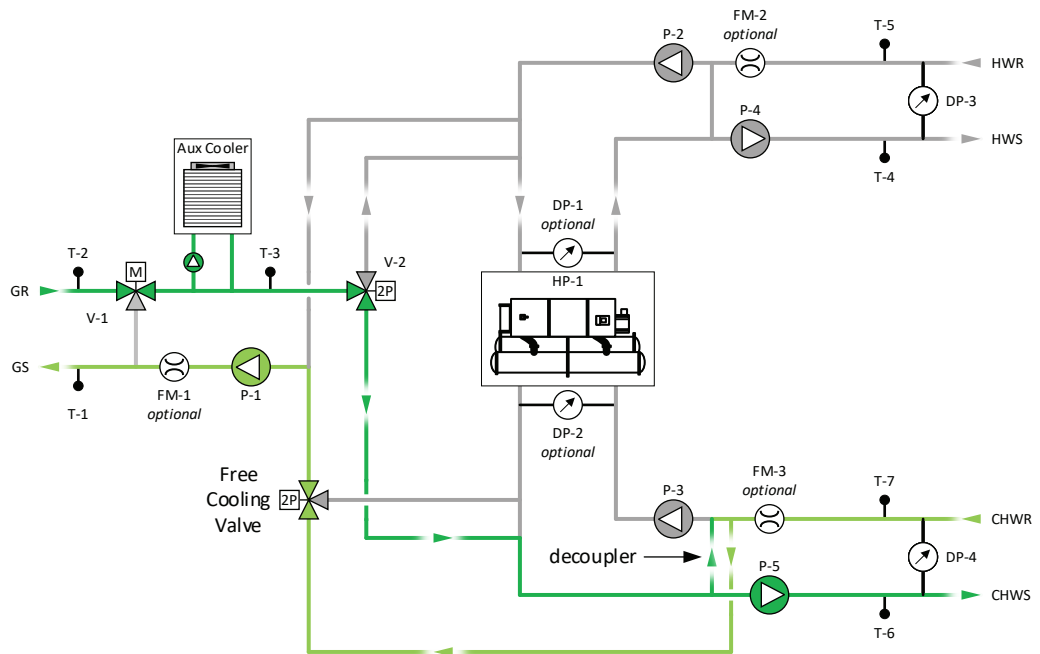 FM-2
optional
T-5
P-2
HWR
DP-3
P-4
HWS
T-4
Aux Cooler
DP-1
optional
T-2
T-3
V-2
HP-1
M
GR
2P
V-1
GS
FM-1
optional
P-1
T-1
DP-2
optional
Free
Cooling
Valve
2P
FM-3
optional
T-7
P-3
CHWR
decoupler
P-5
DP-4
CHWS
T-6